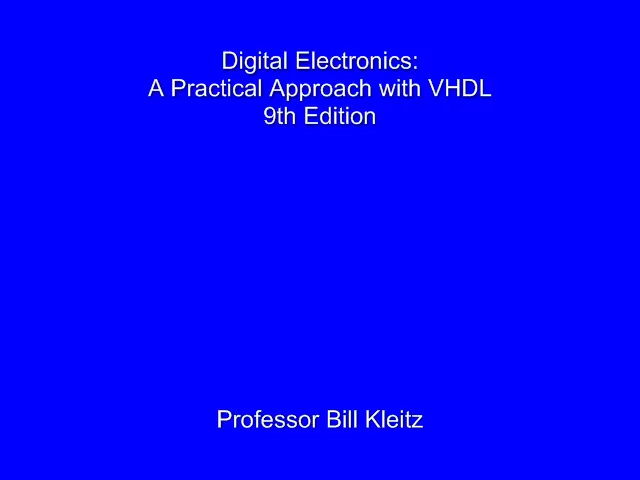 Digital Electronics:
A Practical Approach with VHDL
9th Edition
Professor Bill Kleitz